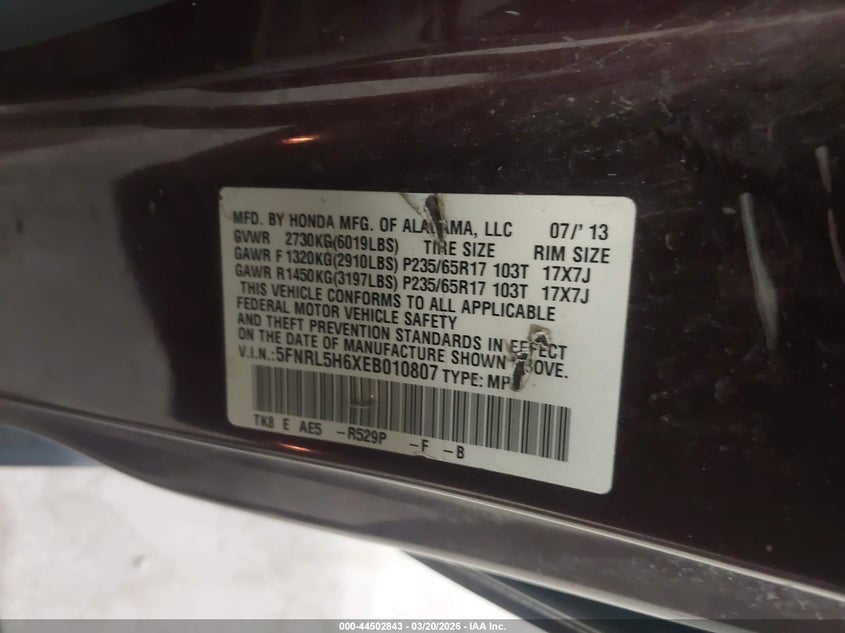 MFD. BY HONDA MFG. OF ALABAMA, LLC 07/' 13
GVWR 2730KG(6019LBS) TIRE SIZE RIM SIZE
GAWR F 1320KG(2910LBS) P235/65R17 103T 17X7J
GAWR R1450KG(3197LBS) P235/65R17 103T 17X7J
THIS VEHICLE CONFORMS TO ALL APPLICABLE
FEDERAL MOTOR VEHICLE SAFETY
AND THEFT PREVENTION STANDARDS IN EFFECT
ON THE DATE OF MANUFACTURE SHOWN ABOVE.
V.I.N.:5FNRL5H6XEB010807 TYPE: MP
TK8 E AE5 -R529P -F -B
000-44502843 - 03/20/2026 - IAA Inc.